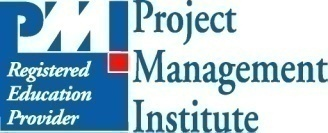 PMI
Registered
Education
Provider
Project
Management
Institute